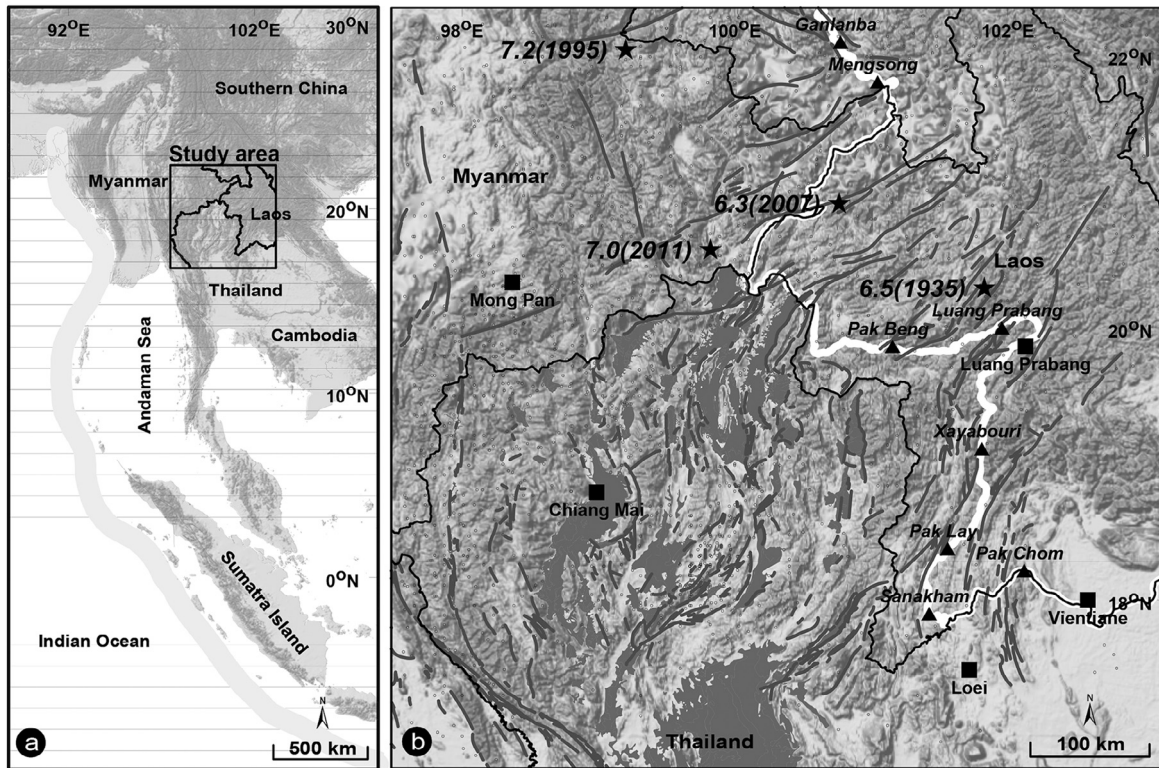 92°E
102°E
30°N
Southern China
Study area
Myanmar
Laos
20°N
Thailand
Cambodia
Andaman Sea
10°N
Sumatra Island
0°N
Indian Ocean
N
500 km
a
98°E
100°E
Ganlanba
102°E
7.2(1995)
Mengsong
22°N
Myanmar
6.3(2007)
7.0(2011)
Laos
Mong Pan
6.5(1935)
Luang Prabang
20°N
Pak Beng
Luang Prabang
Xayabouri
Chiang Mai
Pak Lay
Pak Chom
Sanakham
18°N
Vientiane
Loei
N
Thailand
100 km
b